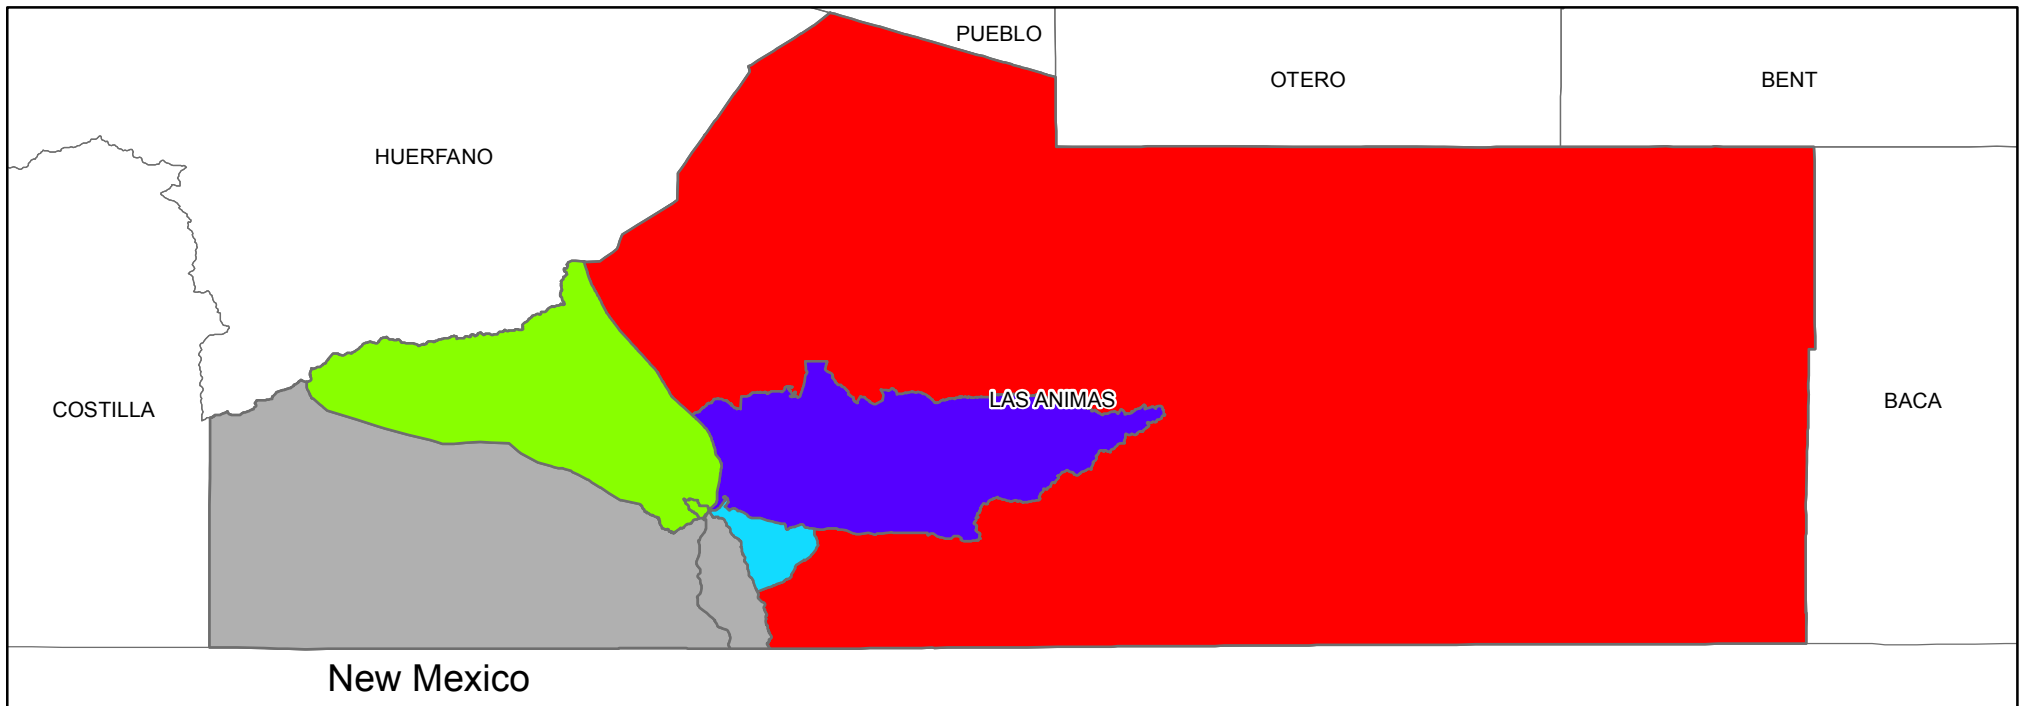 PUEBLO
OTERO
BENT
HUERFANO
LAS ANIMAS
COSTILLA
BACA
New Mexico